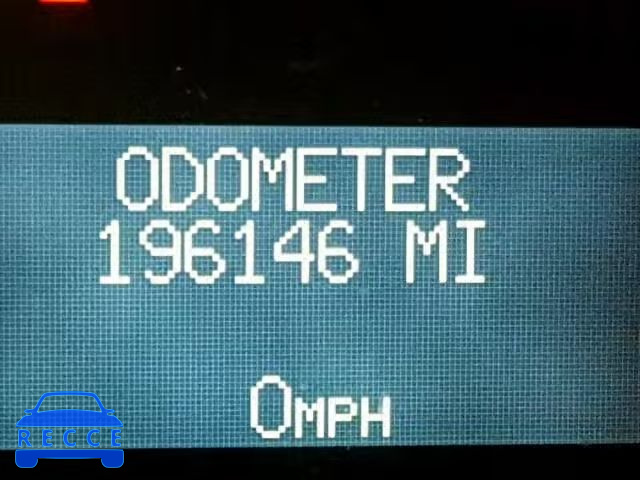 ODOMETER
196146 MI
0MPH
RECCE